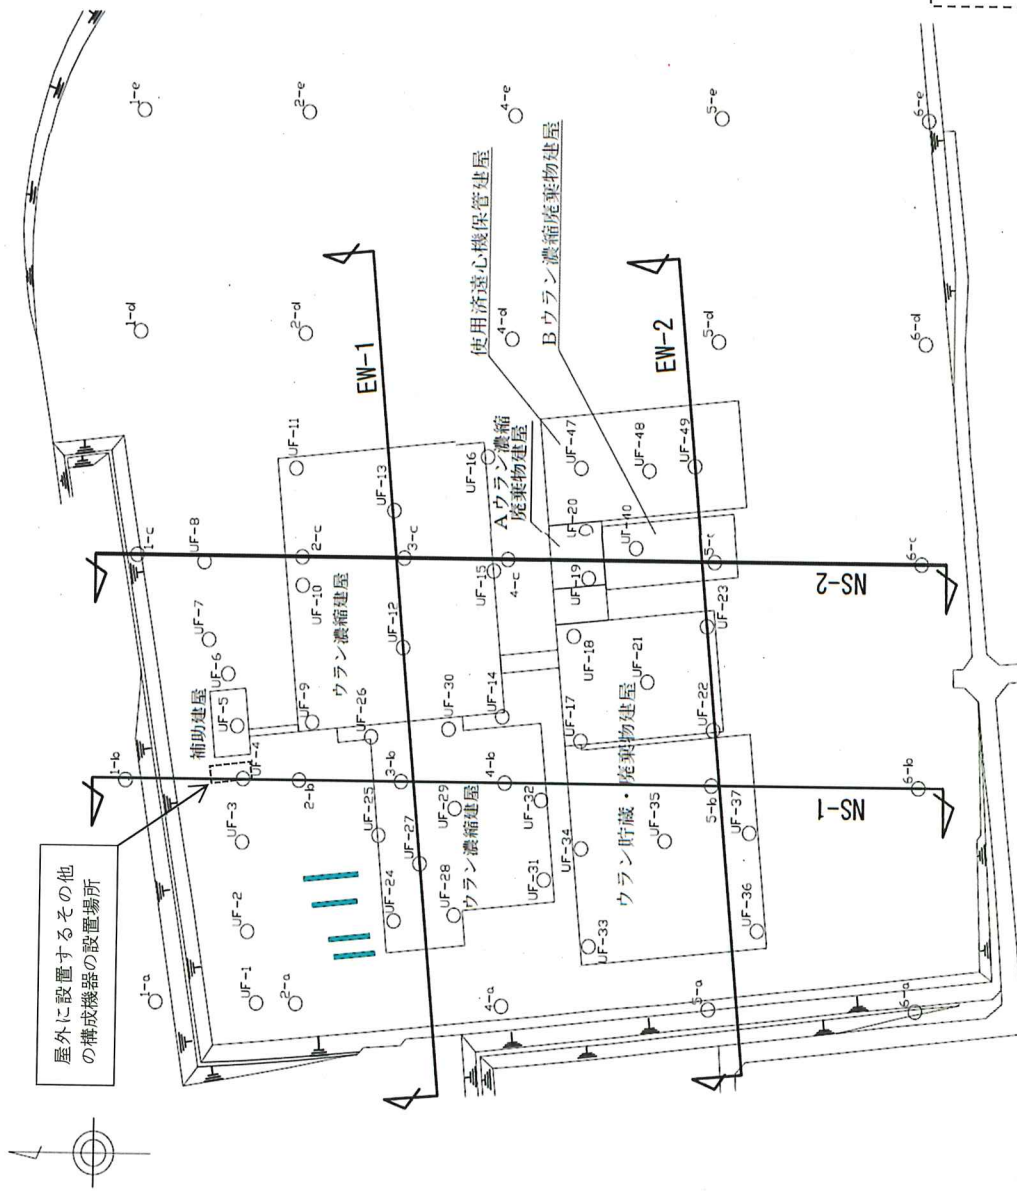 屋外に設置するその他
の構成機器の設置場所
1-a
1-b
1-c
1-d
1-e
UF-1
UF-2
UF-3
UF-4
UF-5
UF-6
UF-7
UF-8
補助建屋
2-a
2-b
2-c
2-d
2-e
UF-9
UF-10
UF-11
ウラン濃縮建屋
EW-1
UF-24
UF-25
UF-26
UF-12
UF-13
3-b
3-c
UF-27
UF-28
UF-29
UF-30
UF-14
UF-15
UF-16
ウラン濃縮建屋
4-a
4-b
4-c
4-d
4-e
UF-31
UF-32
Aウラン濃縮
廃棄物建屋
使用済遠心機保管建屋
Bウラン濃縮廃棄物建屋
UF-33
UF-34
UF-17
UF-18
UF-19
UF-20
UF-47
UF-35
UF-21
UF-40
UF-48
ウラン貯蔵・廃棄物建屋
EW-2
5-a
5-b
5-c
5-d
5-e
UF-36
UF-37
UF-22
UF-23
UF-49
NS-1
NS-2
6-a
6-b
6-c
6-d
6-e